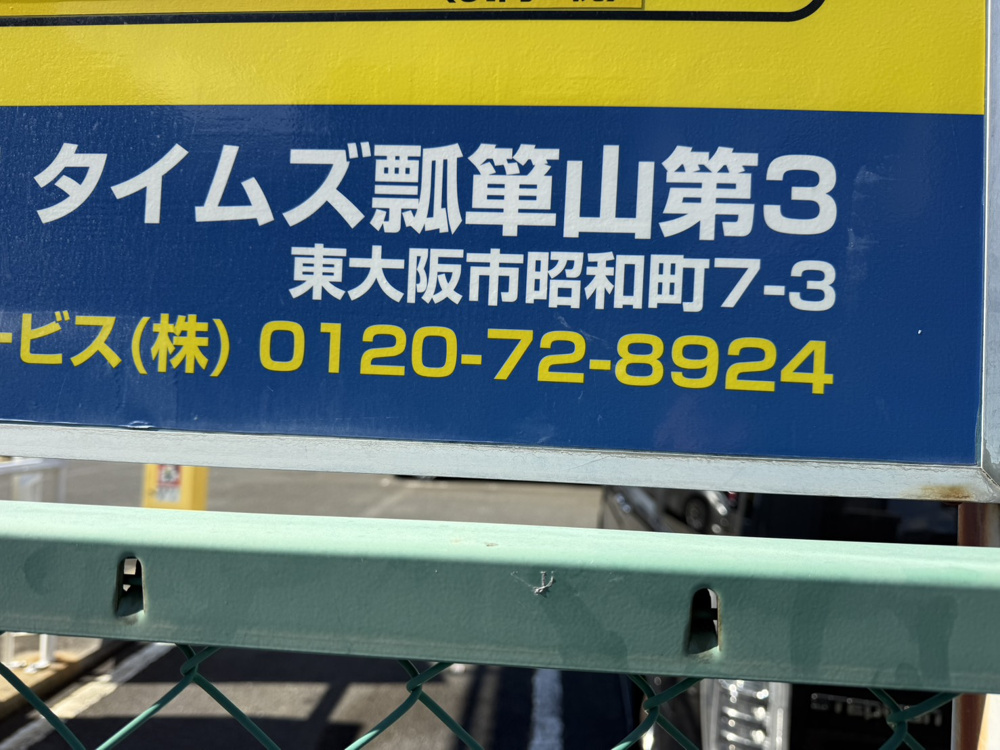 タイムズ瓢箪山第3
東大阪市昭和町7-3
ービス(株) 0120-72-8924